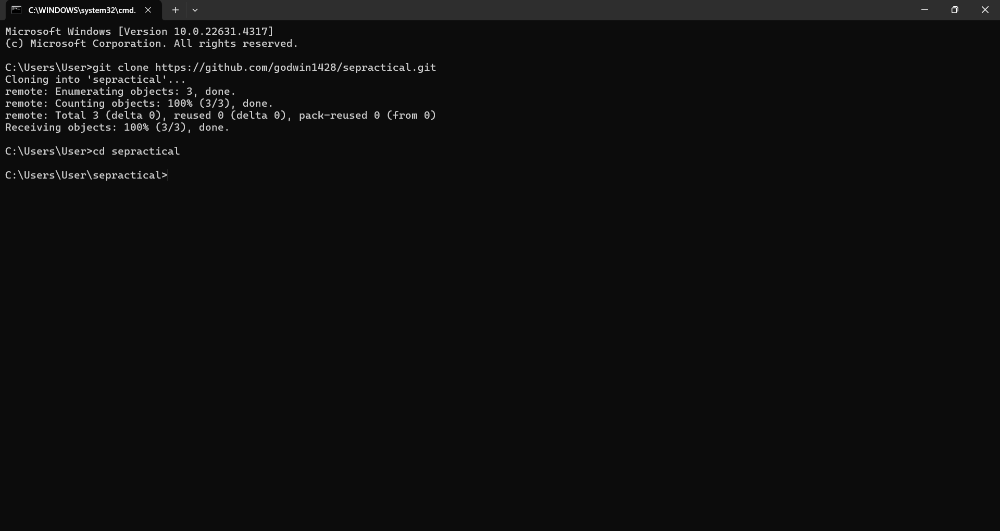 C:\WINDOWS\system32\cmd.
Microsoft Windows [Version 10.0.22631.4317]
(c) Microsoft Corporation. All rights reserved.
C:\Users\User>git clone https://github.com/godwin1428/sepractical.git
Cloning into 'sepractical'...
remote: Enumerating objects: 3, done.
remote: Counting objects: 100% (3/3), done.
remote: Total 3 (delta 0), reused 0 (delta 0), pack-reused 0 (from 0)
Receiving objects: 100% (3/3), done.
C:\Users\User>cd sepractical
C:\Users\User\sepractical>